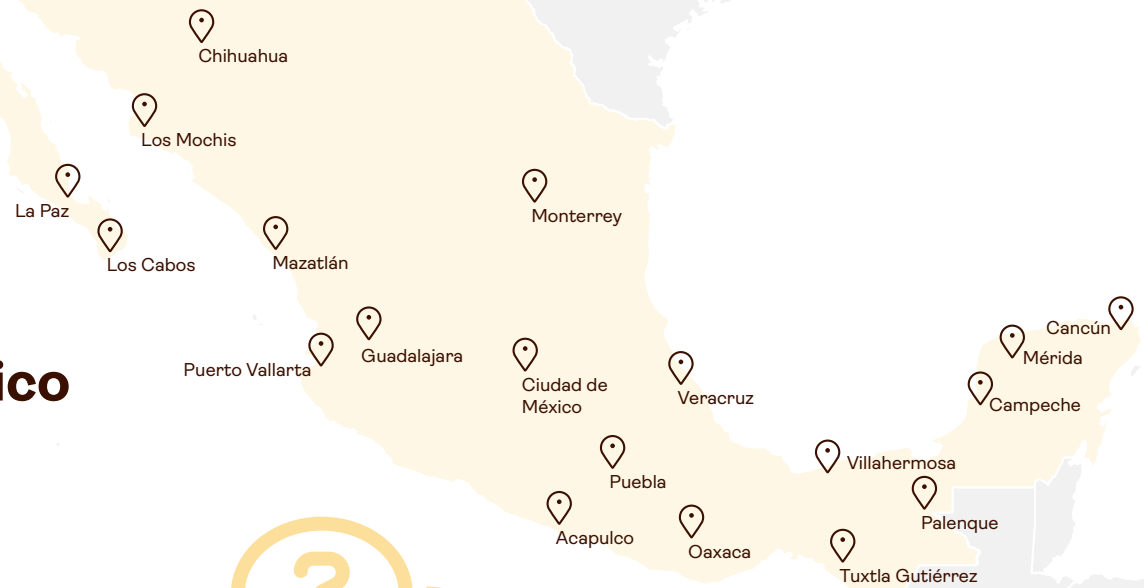 Chihuahua
Los Mochis
La Paz
Monterrey
Los Cabos
Mazatlán
Cancún
Guadalajara
Mérida
Puerto Vallarta
ico
Ciudad de
México
Veracruz
Campeche
Villahermosa
Puebla
Palenque
Acapulco
Oaxaca
Tuxtla Gutiérrez
?